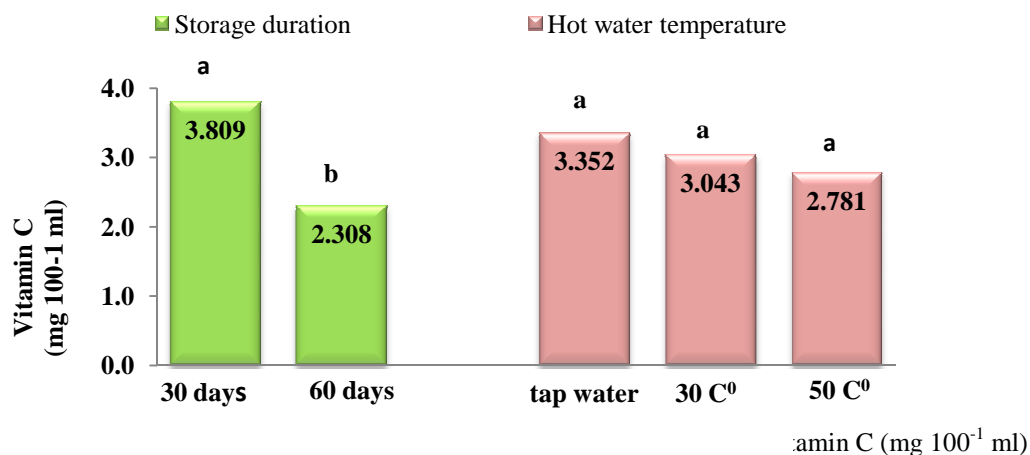 Storage duration
Hot water temperature
Vitamin C
(mg 100-1 ml)
4.0
3.0
2.0
1.0
0.0
a
3.809
b
2.308
a
3.352
a
3.043
a
2.781
30 days
60 days
tap water
30 C⁰
50 C⁰
C (mg 100⁻¹ ml)